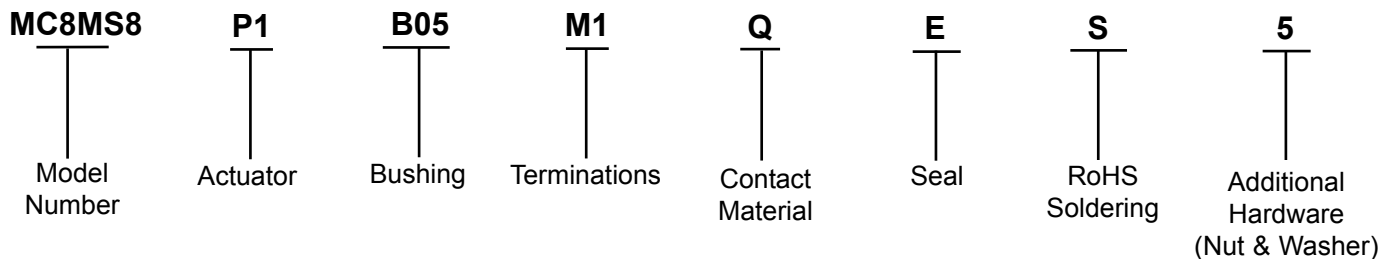 MC8MS8 P1 B05 M1 Q E S 5
Model Number
Actuator
Bushing
Terminations
Contact Material
Seal
RoHS Soldering
Additional Hardware (Nut & Washer)